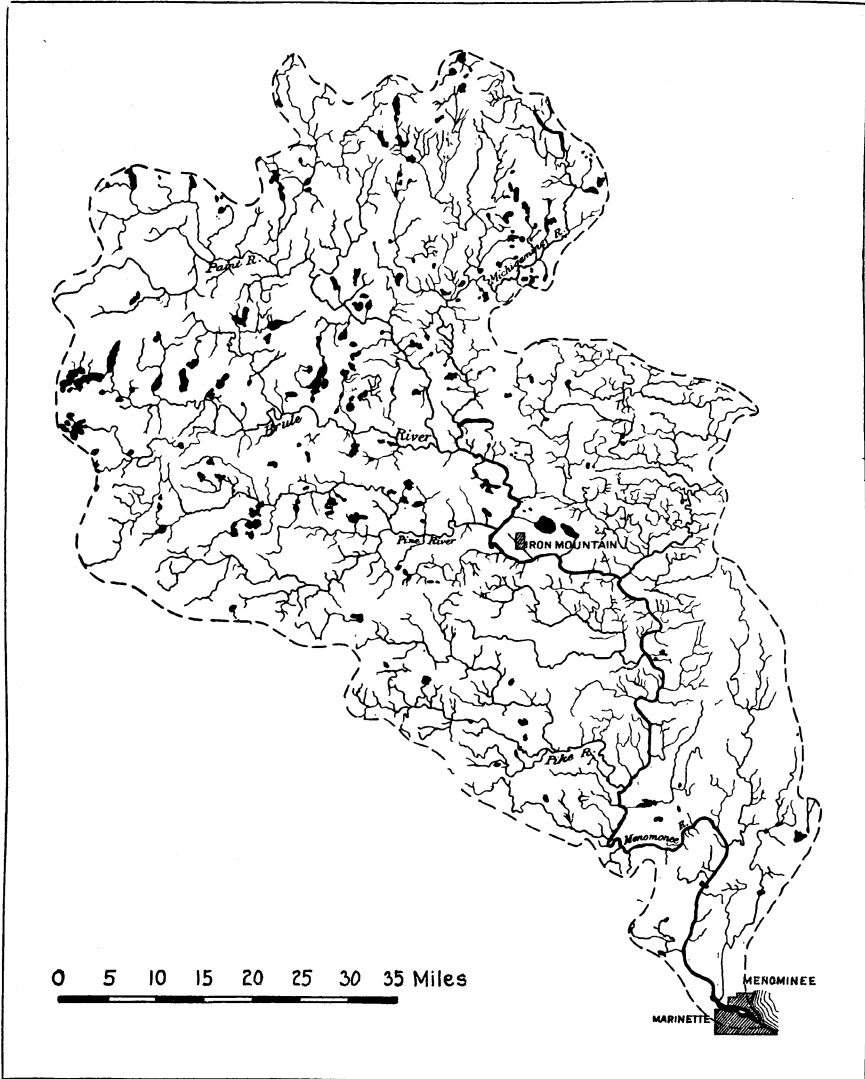 Paint R.
Michigamme R.
Brule
River
Pine River
IRON MOUNTAIN
Pike R.
Menomonee R.
0 5 10 15 20 25 30 35 Miles
MENOMINEE
MARINETTE